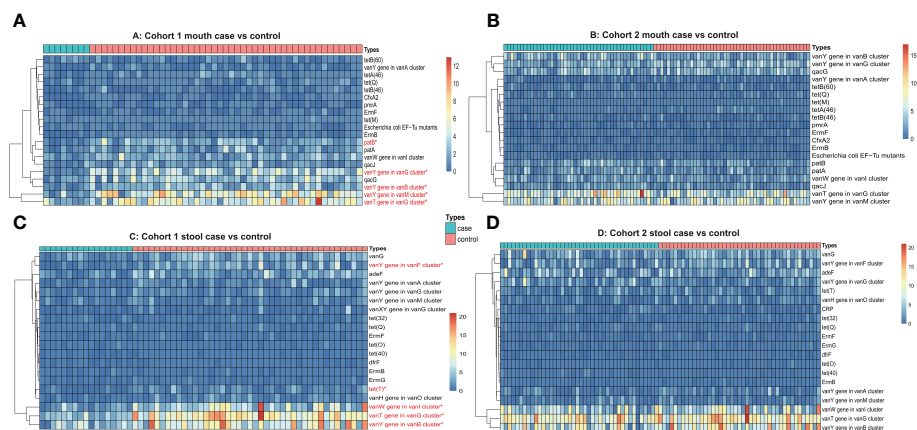 A
A: Cohort 1 mouth case vs control
Types
tetB(60)
vanY gene in vanA cluster
tetA(46)
tet(Q)
tetB(46)
CfxA2
pmrA
ErmF
tet(M)
Escherichia coli EF-Tu mutants
ErmB
patB*
patA
vanW gene in vanI cluster
qacJ
vanY gene in vanG cluster*
qacG
vanY gene in vanB cluster*
vanY gene in vanM cluster*
vanT gene in vanG cluster*
12
10
8
6
4
2
0
B
B: Cohort 2 mouth case vs control
Types
vanY gene in vanB cluster
vanY gene in vanG cluster
qacG
vanY gene in vanA cluster
tetB(60)
tet(Q)
tet(M)
tetA(46)
tetB(46)
pmrA
ErmF
CfxA2
ErmB
Escherichia coli EF-Tu mutants
patB
patA
vanW gene in vanI cluster
qacJ
vanT gene in vanG cluster
vanY gene in vanM cluster
15
10
5
0
Types
case
control
C
C: Cohort 1 stool case vs control
Types
vanG
vanY gene in vanF cluster*
adeF
vanY gene in vanA cluster
vanY gene in vanG cluster
vanY gene in vanM cluster
vanXY gene in vanG cluster
tet(32)
tet(Q)
ErmF
tet(O)
tet(40)
dfrF
ErmB
ErmG
tet(T)*
vanH gene in vanO cluster
vanW gene in vanI cluster*
vanT gene in vanG cluster*
vanY gene in vanB cluster*
20
15
10
5
0
D
D: Cohort 2 stool case vs control
Types
vanG
vanY gene in vanF cluster
adeF
vanY gene in vanG cluster
tet(T)
vanH gene in vanO cluster
CRP
tet(32)
tet(Q)
ErmF
ErmG
dfrF
tet(O)
tet(40)
ErmB
vanY gene in vanA cluster
vanY gene in vanM cluster
vanW gene in vanI cluster
vanT gene in vanG cluster
vanY gene in vanB cluster
20
15
10
5
0